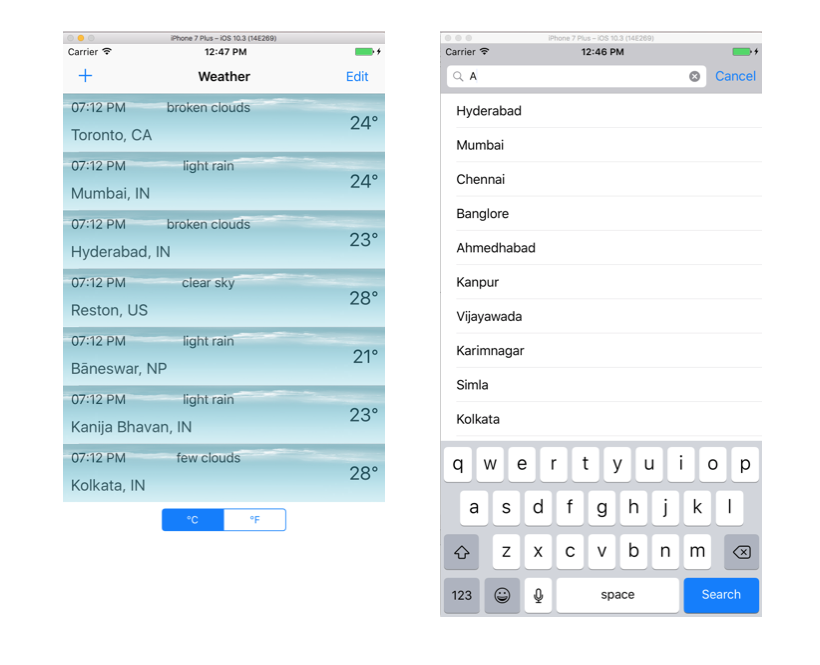 iPhone 7 Plus – iOS 10.3 (14E269)
Carrier 12:47 PM
+ Weather Edit
07:12 PM broken clouds
24°
Toronto, CA
07:12 PM light rain
24°
Mumbai, IN
07:12 PM broken clouds
23°
Hyderabad, IN
07:12 PM clear sky
28°
Reston, US
07:12 PM light rain
21°
Bāneswar, NP
07:12 PM light rain
23°
Kanija Bhavan, IN
07:12 PM few clouds
28°
Kolkata, IN
°C °F
iPhone 7 Plus – iOS 10.3 (14E269)
Carrier 12:46 PM
A Cancel
Hyderabad
Mumbai
Chennai
Banglore
Ahmedhabad
Kanpur
Vijayawada
Karimnagar
Simla
Kolkata
q w e r t y u i o p
a s d f g h j k l
z x c v b n m
123 space Search